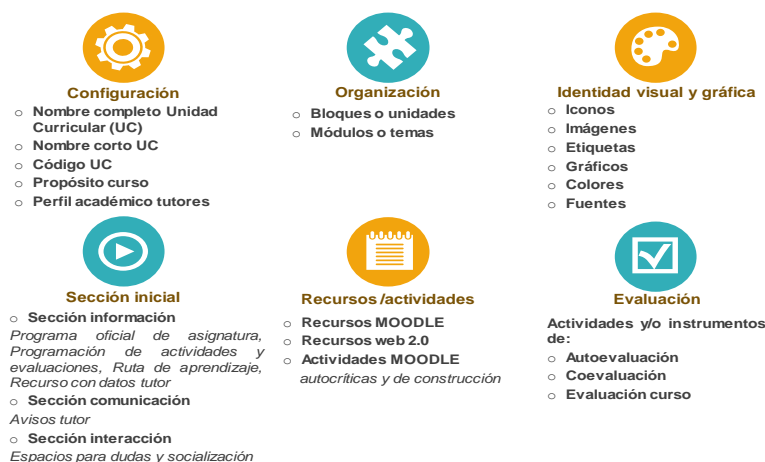 Configuración
○ Nombre completo Unidad
Curricular (UC)
○ Nombre corto UC
○ Código UC
○ Propósito curso
○ Perfil académico tutores
Organización
○ Bloques o unidades
○ Módulos o temas
Identidad visual y gráfica
○ Iconos
○ Imágenes
○ Etiquetas
○ Gráficos
○ Colores
○ Fuentes
Sección inicial
○ Sección información
Programa oficial de asignatura,
Programación de actividades y
evaluaciones, Ruta de aprendizaje,
Recurso con datos tutor
○ Sección comunicación
Avisos tutor
○ Sección interacción
Espacios para dudas y socialización
Recursos /actividades
○ Recursos MOODLE
○ Recursos web 2.0
○ Actividades MOODLE
autocríticas y de construcción
Evaluación
Actividades y/o instrumentos
de:
○ Autoevaluación
○ Coevaluación
○ Evaluación curso